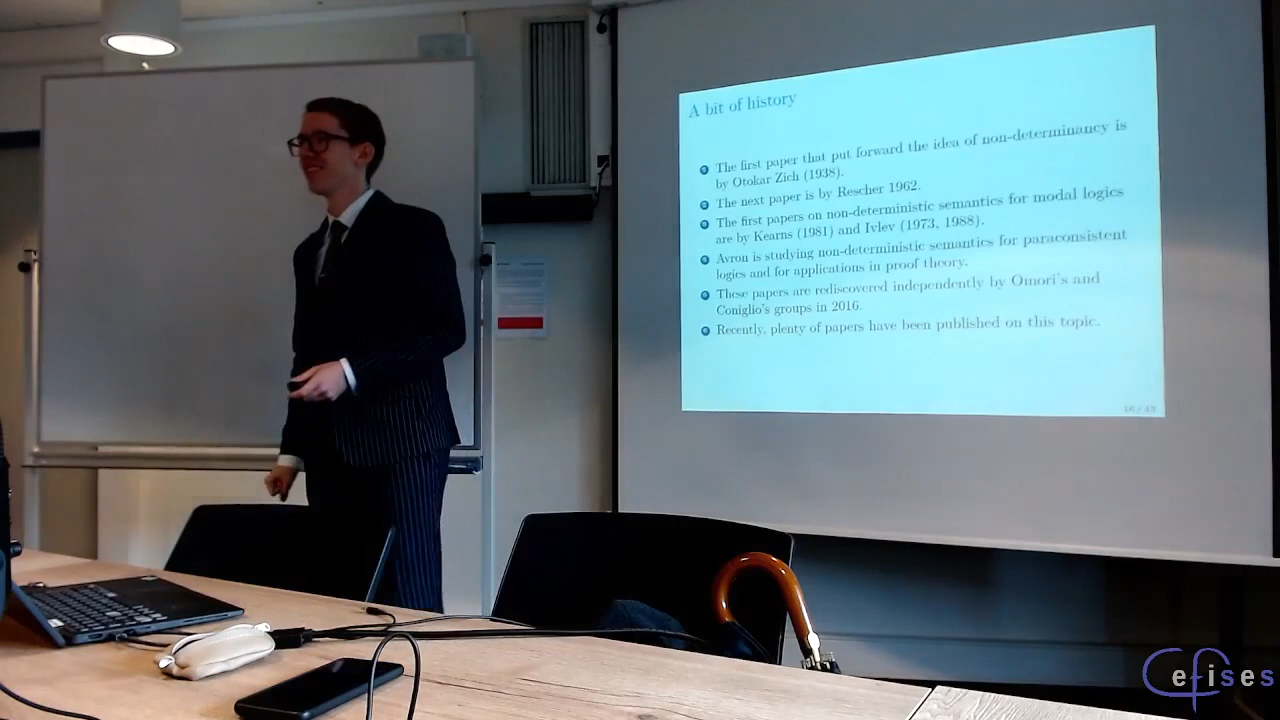 A bit of history
The first paper that put forward the idea of non-determinancy is
by Otokar Zich (1938).
The next paper is by Rescher 1962.
The first papers on non-deterministic semantics for modal logics
are by Kearns (1981) and Ivlev (1973, 1988).
Avron is studying non-deterministic semantics for paraconsistent
logics and for applications in proof theory.
These papers are rediscovered independently by Omori's and
Coniglio's groups in 2016.
Recently, plenty of papers have been published on this topic.
Cefises